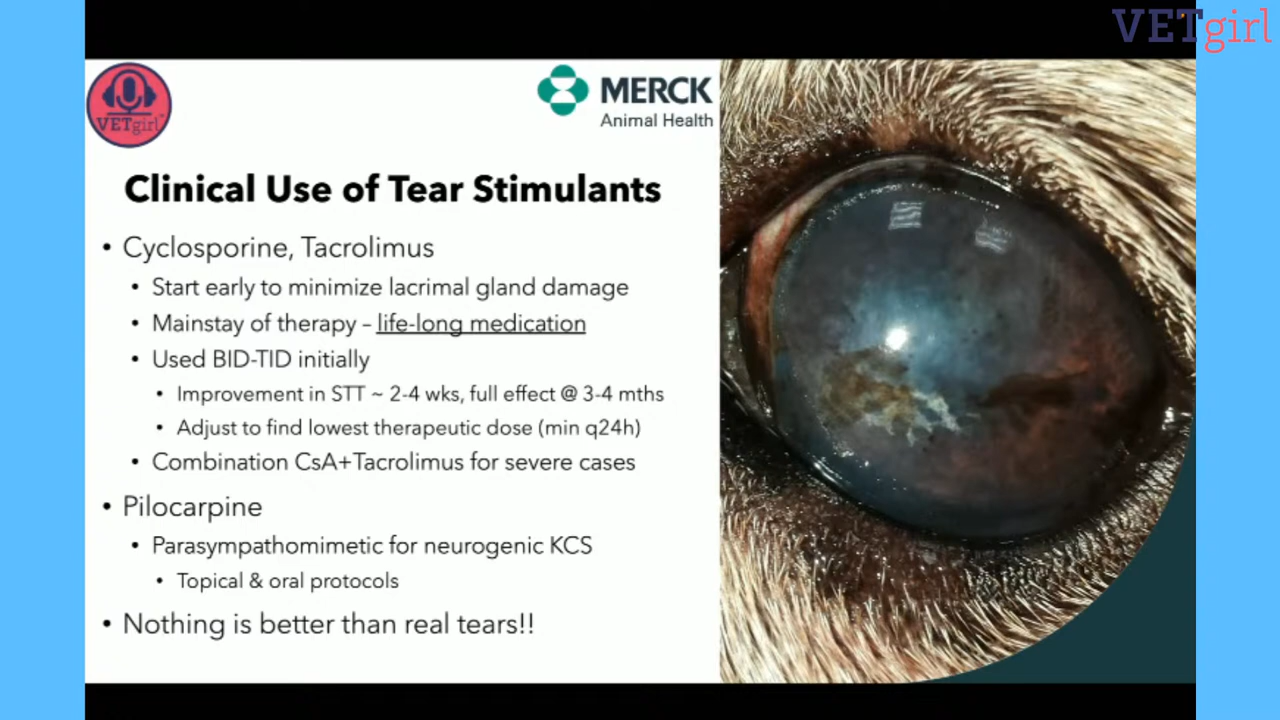 VETgirl
VETgirl
MERCK
Animal Health
Clinical Use of Tear Stimulants
• Cyclosporine, Tacrolimus
• Start early to minimize lacrimal gland damage
• Mainstay of therapy – life-long medication
• Used BID-TID initially
• Improvement in STT ~ 2-4 wks, full effect @ 3-4 mths
• Adjust to find lowest therapeutic dose (min q24h)
• Combination CsA+Tacrolimus for severe cases
• Pilocarpine
• Parasympathomimetic for neurogenic KCS
• Topical & oral protocols
• Nothing is better than real tears!!